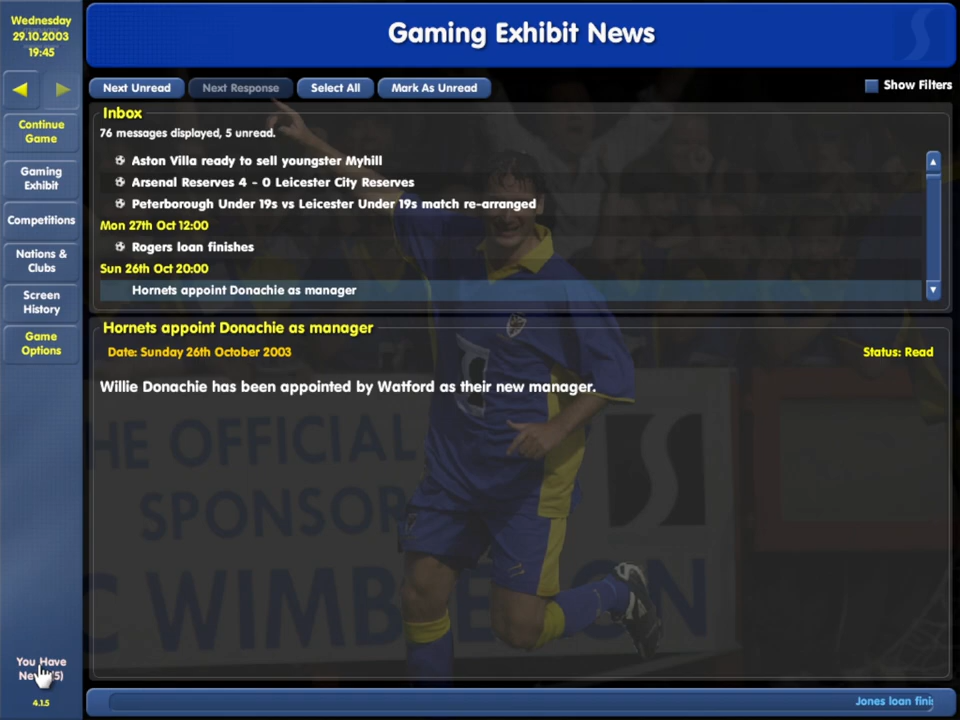 Wednesday
29.10.2003
19:45
Continue
Game
Gaming
Exhibit
Competitions
Nations &
Clubs
Screen
History
Game
Options
You Have
4.1.5
Gaming Exhibit News
Next Unread
Next Response
Select All
Mark As Unread
Show Filters
Inbox
76 messages displayed, 5 unread.
Aston Villa ready to sell youngster Myhill
Arsenal Reserves 4 - 0 Leicester City Reserves
Peterborough Under 19s vs Leicester Under 19s match re-arranged
Mon 27th Oct 12:00
Rogers loan finishes
Sun 26th Oct 20:00
Hornets appoint Donachie as manager
Hornets appoint Donachie as manager
Date: Sunday 26th October 2003
Status: Read
Willie Donachie has been appointed by Watford as their new manager.
HE OFFICIAL
SPONSOR
Jones loan